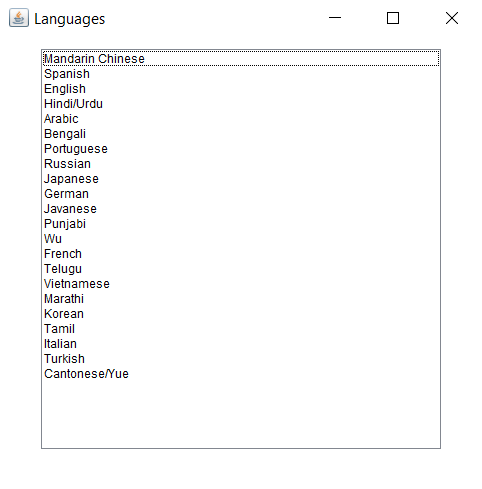 Languages
Mandarin Chinese
Spanish
English
Hindi/Urdu
Arabic
Bengali
Portuguese
Russian
Japanese
German
Javanese
Punjabi
Wu
French
Telugu
Vietnamese
Marathi
Korean
Tamil
Italian
Turkish
Cantonese/Yue